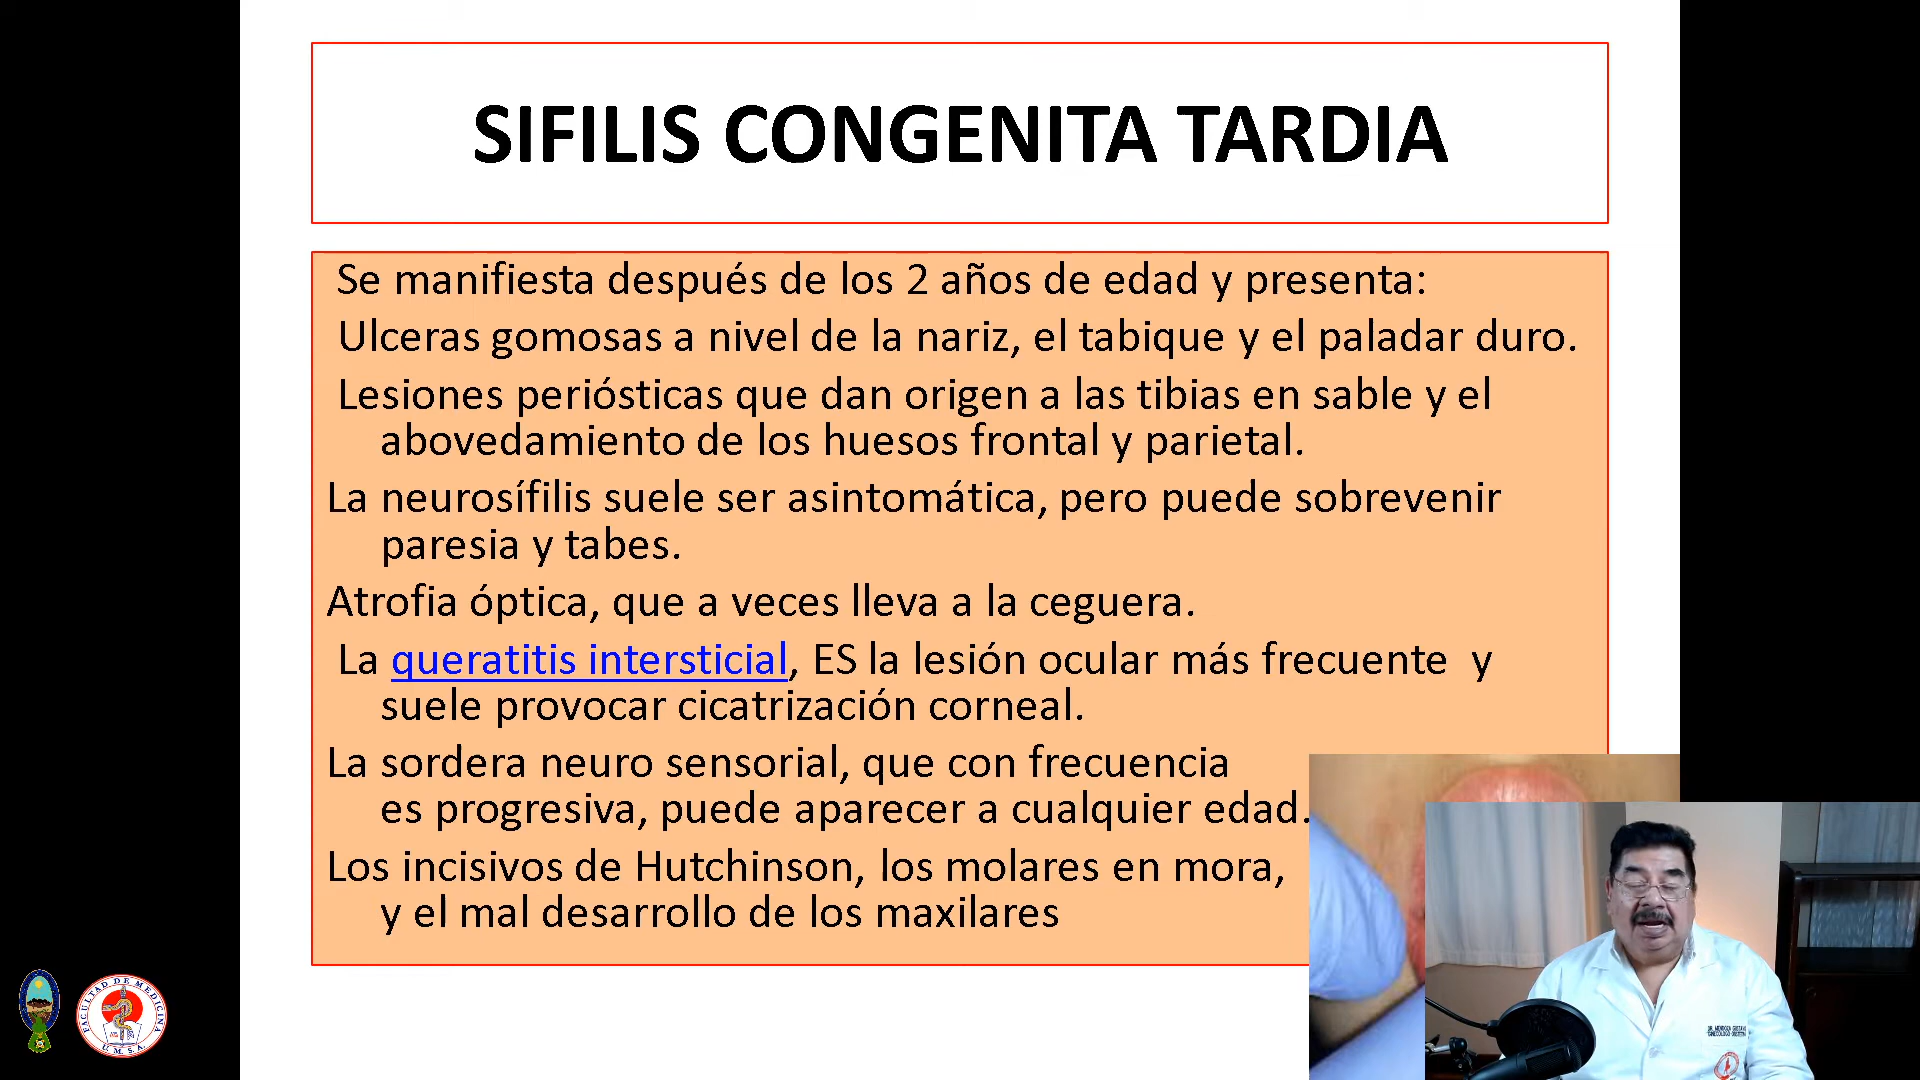 SIFILIS CONGENITA TARDIA
Se manifiesta después de los 2 años de edad y presenta:
Ulceras gomosas a nivel de la nariz, el tabique y el paladar duro.
Lesiones periósticas que dan origen a las tibias en sable y el
abovedamiento de los huesos frontal y parietal.
La neurosífilis suele ser asintomática, pero puede sobrevenir
paresia y tabes.
Atrofia óptica, que a veces lleva a la ceguera.
La queratitis intersticial, ES la lesión ocular más frecuente y
suele provocar cicatrización corneal.
La sordera neuro sensorial, que con frecuencia
es progresiva, puede aparecer a cualquier edad.
Los incisivos de Hutchinson, los molares en mora,
y el mal desarrollo de los maxilares
FACULTAD DE MEDICINA
U.M.S.A.